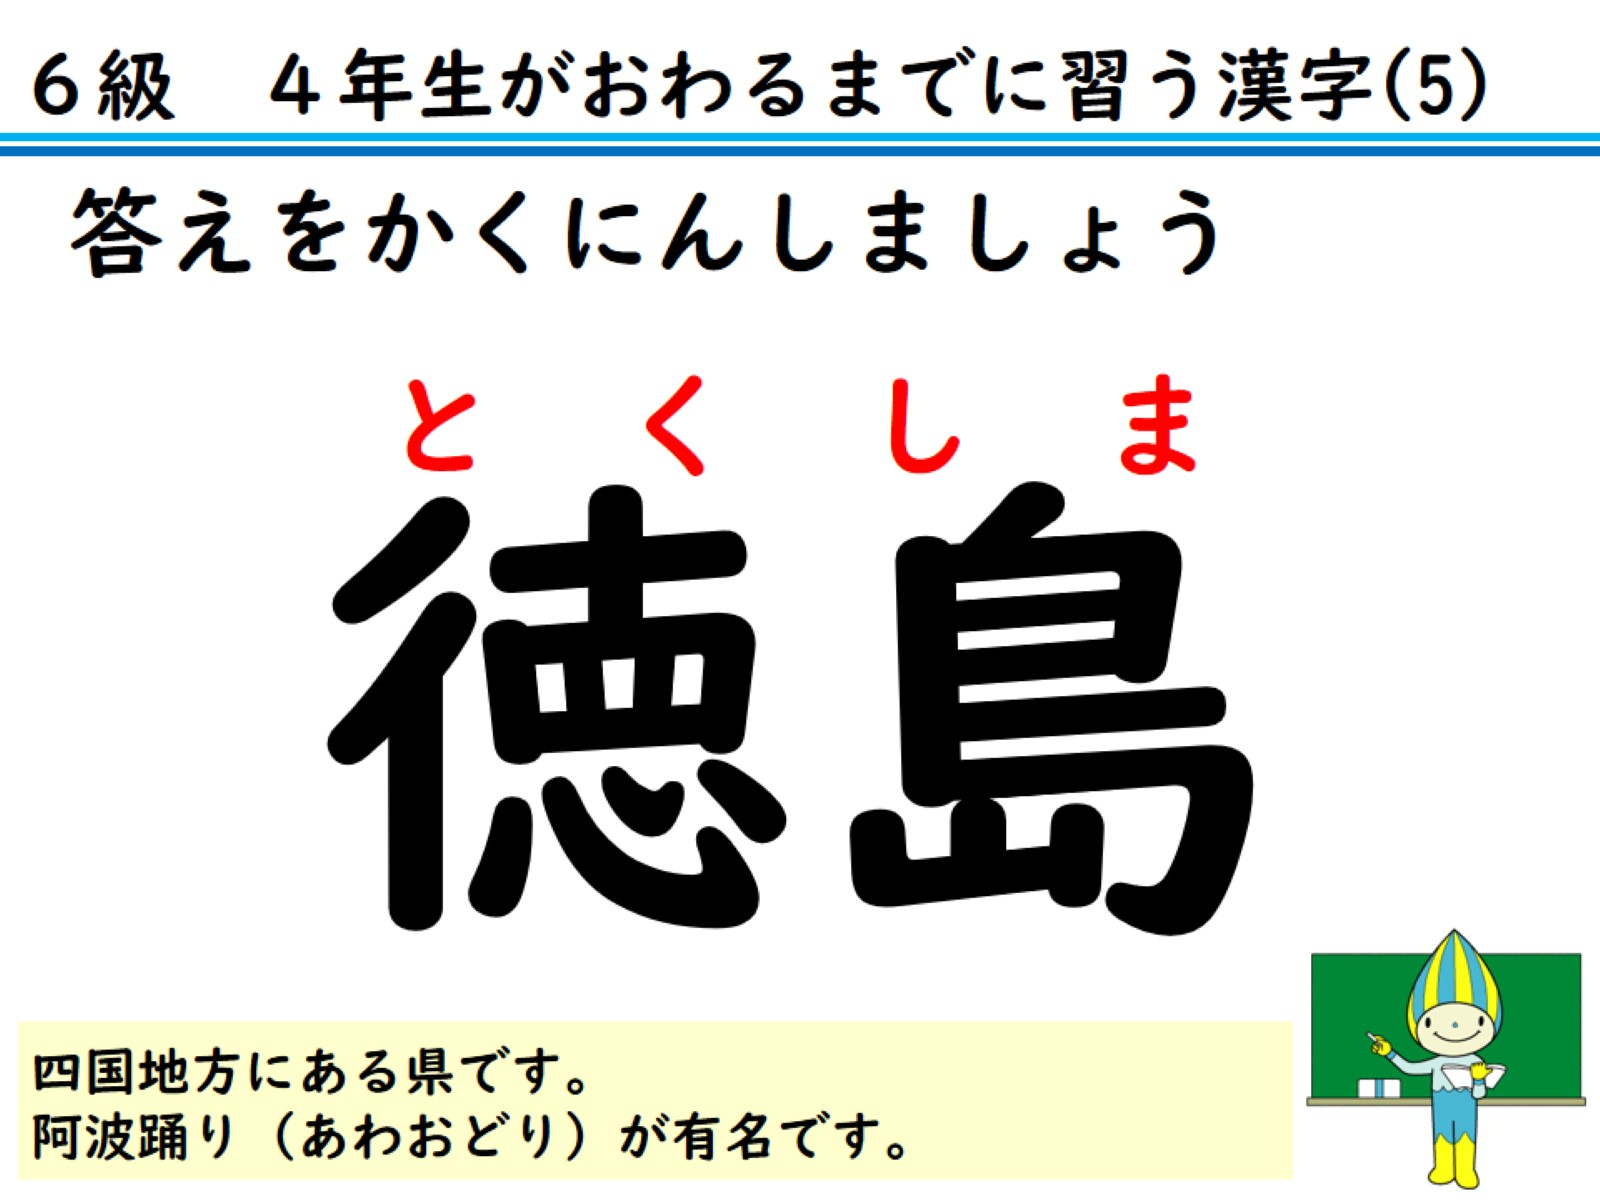 ６級　４年生がおわるまでに習う漢字(5)
答えをかくにんしましょう
とくしま
徳島
四国地方にある県です。
阿波踊り（あわおどり）が有名です。